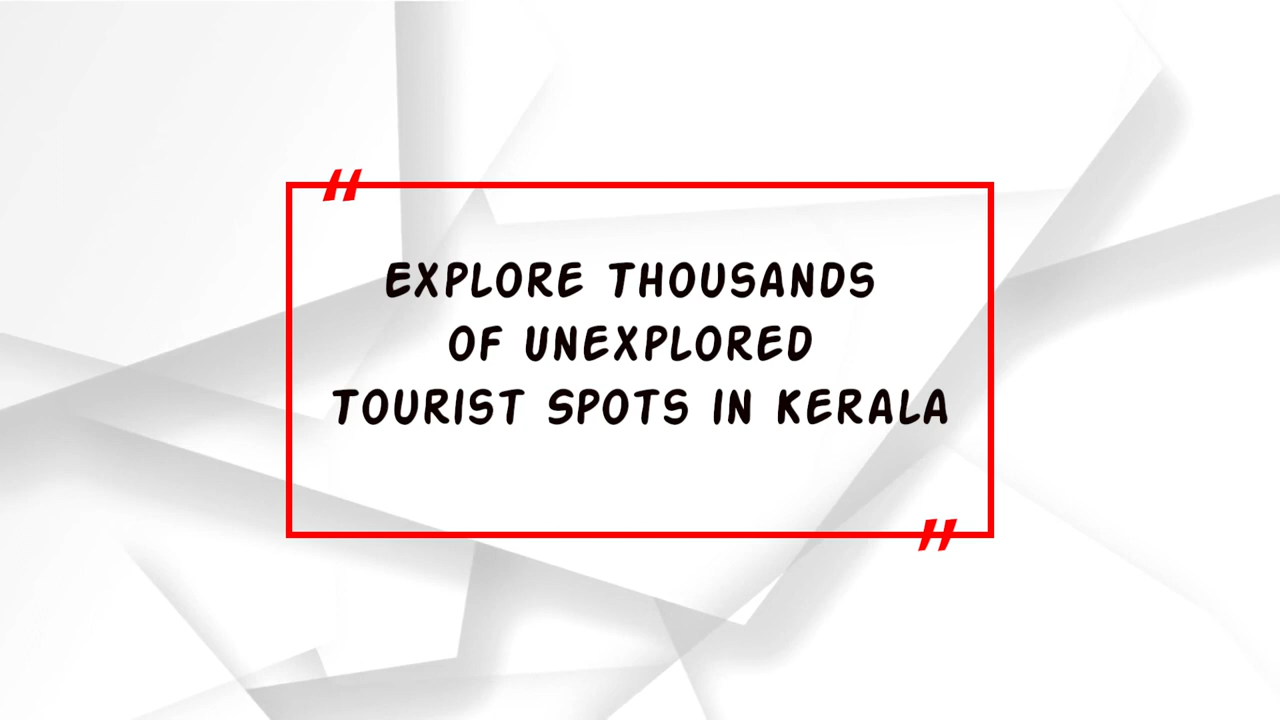 "
EXPLORE THOUSANDS
OF UNEXPLORED
TOURIST SPOTS IN KERALA
"